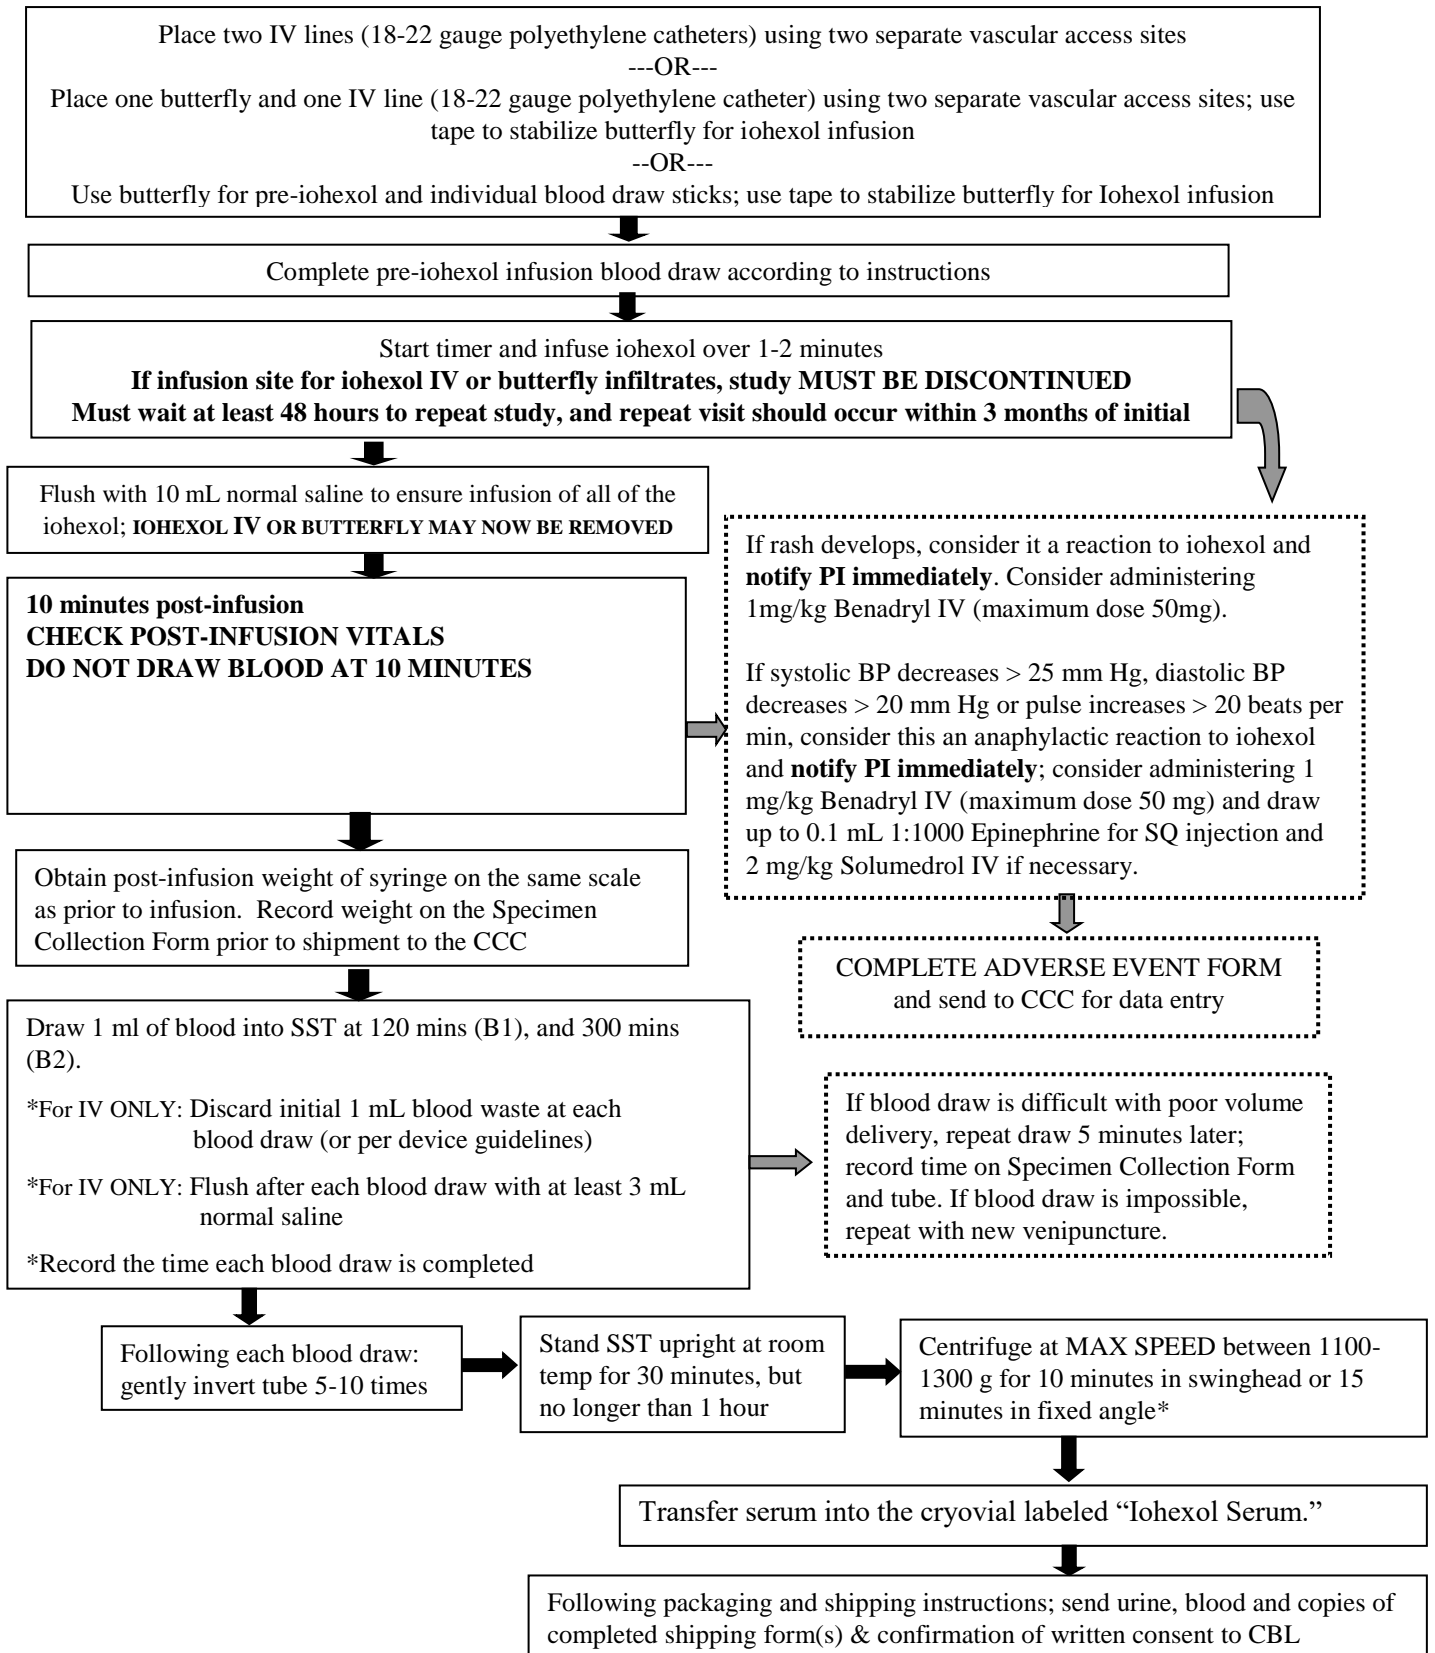 Place two IV lines (18-22 gauge polyethylene catheters) using two separate vascular access sites
---OR---
Place one butterfly and one IV line (18-22 gauge polyethylene catheter) using two separate vascular access sites; use
tape to stabilize butterfly for iohexol infusion
--OR---
Use butterfly for pre-iohexol and individual blood draw sticks; use tape to stabilize butterfly for Iohexol infusion
Complete pre-iohexol infusion blood draw according to instructions
Start timer and infuse iohexol over 1-2 minutes
If infusion site for iohexol IV or butterfly infiltrates, study MUST BE DISCONTINUED
Must wait at least 48 hours to repeat study, and repeat visit should occur within 3 months of initial
Flush with 10 mL normal saline to ensure infusion of all of the
iohexol; IOHEXOL IV OR BUTTERFLY MAY NOW BE REMOVED
10 minutes post-infusion
CHECK POST-INFUSION VITALS
DO NOT DRAW BLOOD AT 10 MINUTES
If rash develops, consider it a reaction to iohexol and
notify PI immediately. Consider administering
1mg/kg Benadryl IV (maximum dose 50mg).
If systolic BP decreases > 25 mm Hg, diastolic BP
decreases > 20 mm Hg or pulse increases > 20 beats per
min, consider this an anaphylactic reaction to iohexol
and notify PI immediately; consider administering 1
mg/kg Benadryl IV (maximum dose 50 mg) and draw
up to 0.1 mL 1:1000 Epinephrine for SQ injection and
2 mg/kg Solumedrol IV if necessary.
Obtain post-infusion weight of syringe on the same scale
as prior to infusion.  Record weight on the Specimen
Collection Form prior to shipment to the CCC
COMPLETE ADVERSE EVENT FORM
and send to CCC for data entry
Draw 1 ml of blood into SST at 120 mins (B1), and 300 mins
(B2).
*For IV ONLY: Discard initial 1 mL blood waste at each
blood draw (or per device guidelines)
*For IV ONLY: Flush after each blood draw with at least 3 mL
normal saline
*Record the time each blood draw is completed
If blood draw is difficult with poor volume
delivery, repeat draw 5 minutes later;
record time on Specimen Collection Form
and tube. If blood draw is impossible,
repeat with new venipuncture.
Following each blood draw:
gently invert tube 5-10 times
Stand SST upright at room
temp for 30 minutes, but
no longer than 1 hour
Centrifuge at MAX SPEED between 1100-
1300 g for 10 minutes in swinghead or 15
minutes in fixed angle*
Transfer serum into the cryovial labeled “Iohexol Serum.”
Following packaging and shipping instructions; send urine, blood and copies of
completed shipping form(s) & confirmation of written consent to CBL